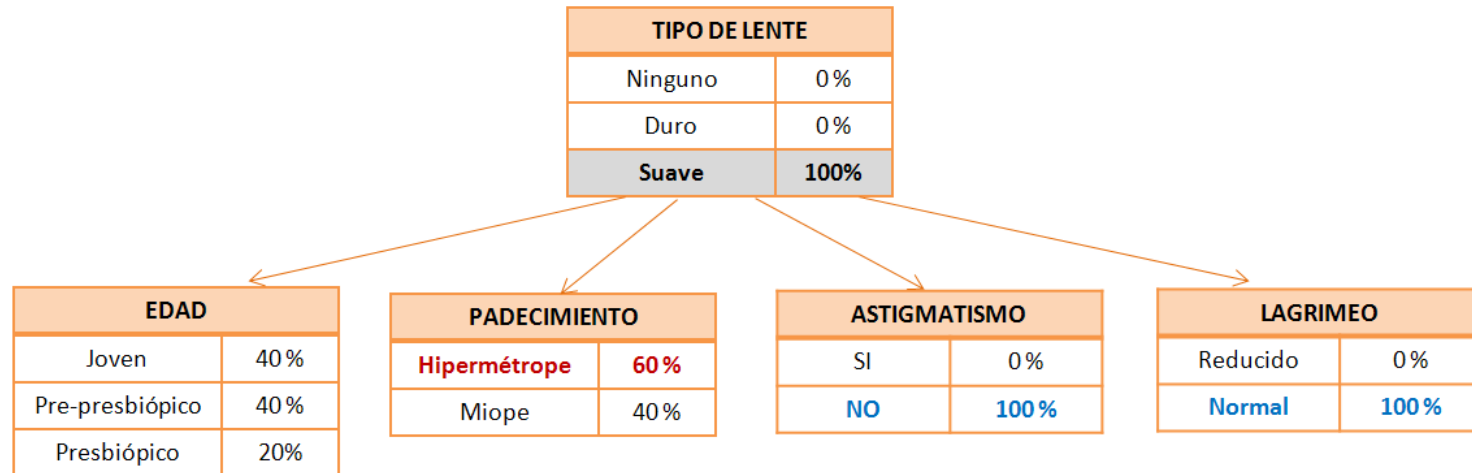 TIPO DE LENTE
Ninguno 0%
Duro 0%
Suave 100%
EDAD
Joven 40%
Pre-presbiópico 40%
Presbiópico 20%
PADECIMIENTO
Hipermétrope 60%
Miope 40%
ASTIGMATISMO
SI 0%
NO 100%
LAGRIMEO
Reducido 0%
Normal 100%